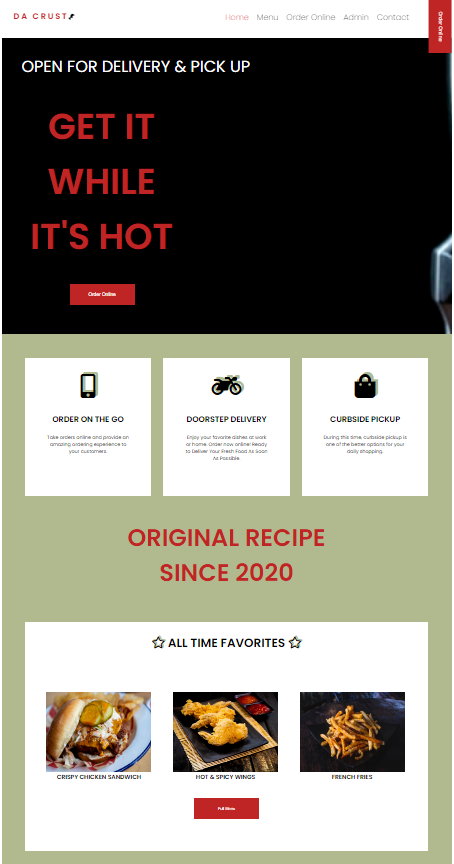 DA CRUST
Home Menu Order Online Admin Contact
Order Online
OPEN FOR DELIVERY & PICK UP
GET IT
WHILE
IT'S HOT
Order Online
ORDER ON THE GO
Take orders online and provide an
amazing ordering experience to
your customers.
DOORSTEP DELIVERY
Enjoy your favorite dishes at work
or home. Order now online! Ready
to Deliver Your Fresh Food As Soon
As Possible.
CURBSIDE PICKUP
During this time, curbside pickup is
one of the better options for your
daily shopping.
ORIGINAL RECIPE
SINCE 2020
ALL TIME FAVORITES
CRISPY CHICKEN SANDWICH
HOT & SPICY WINGS
FRENCH FRIES
Full Menu